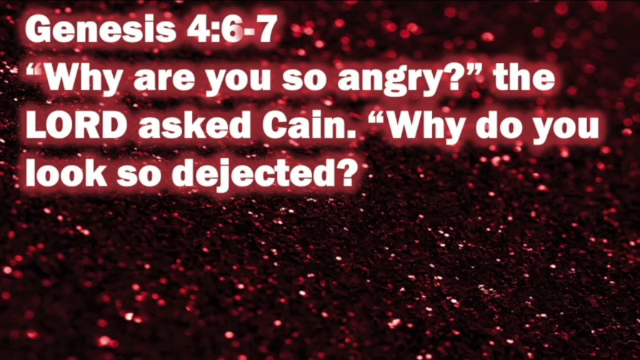 Genesis 4:6-7
“Why are you so angry?” the
LORD asked Cain. “Why do you
look so dejected?